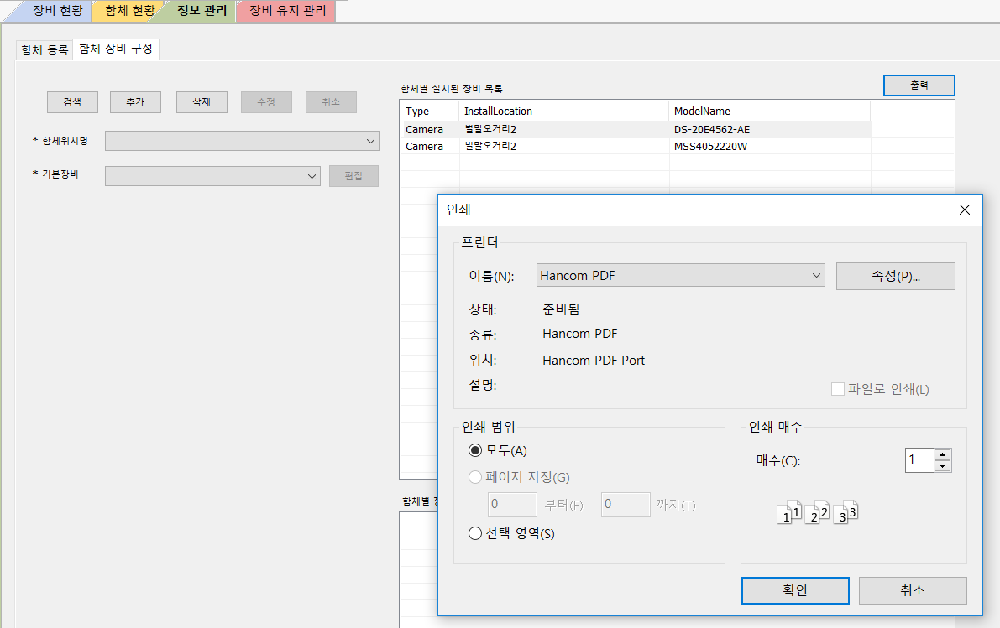 장비 현황 함체 현황 정보 관리 장비 유지 관리
함체 등록 함체 장비 구성
검색 추가 삭제 수정 취소
* 함체위치명
* 기본장비 편집
함체별 설치된 장비 목록 출력
Type InstallLocation ModelName
Camera 벌말오거리2 DS-20E4562-AE
Camera 벌말오거리2 MSS4052220W
함체별
인쇄
프린터
이름(N): Hancom PDF 속성(P)...
상태: 준비됨
종류: Hancom PDF
위치: Hancom PDF Port
설명:
파일로 인쇄(L)
인쇄 범위
모두(A)
페이지 지정(G)
0 부터(F) 0 까지(T)
선택 영역(S)
인쇄 매수
매수(C): 1
1 1 2 2 3 3
확인 취소